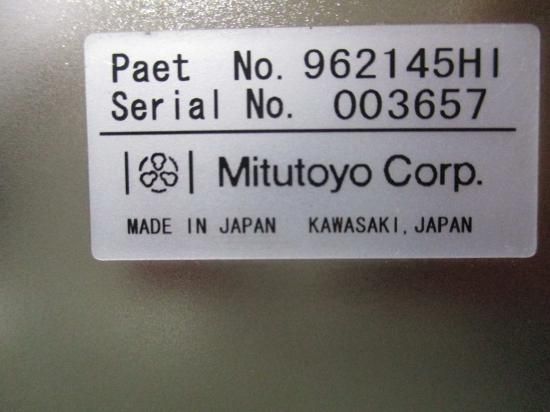 Paet No. 962145HI
Serial No. 003657
Mitutoyo Corp.
MADE IN JAPAN KAWASAKI, JAPAN